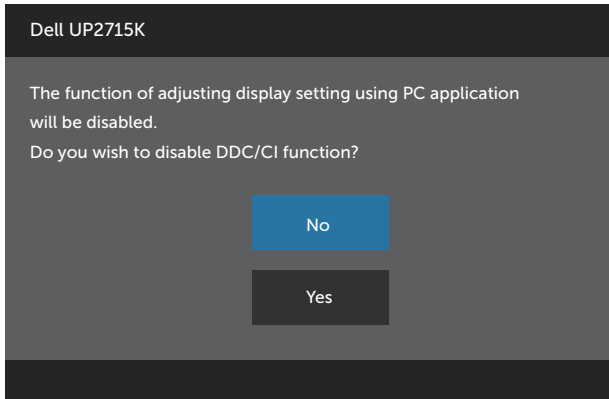 Dell UP2715K
The function of adjusting display setting using PC application
will be disabled.
Do you wish to disable DDC/CI function?
No
Yes